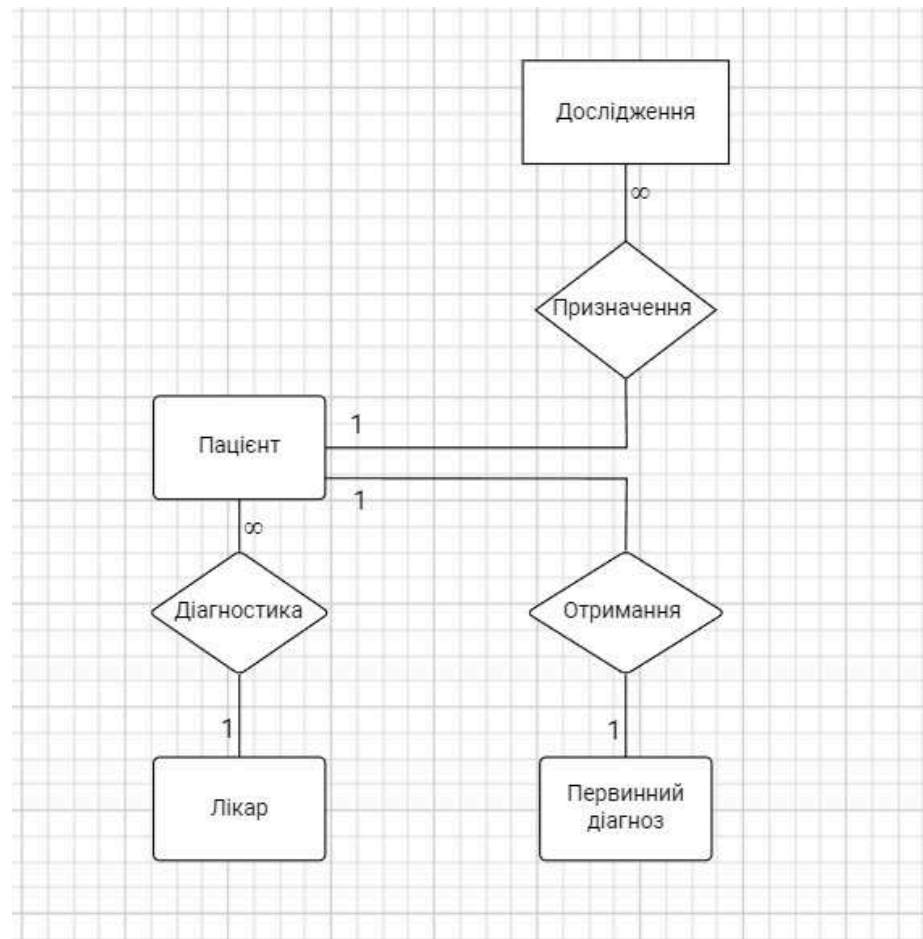 Дослідження
∞
Призначення
1
Пацієнт
1
∞
Діагностика
Отримання
1
1
Лікар
Первинний
діагноз